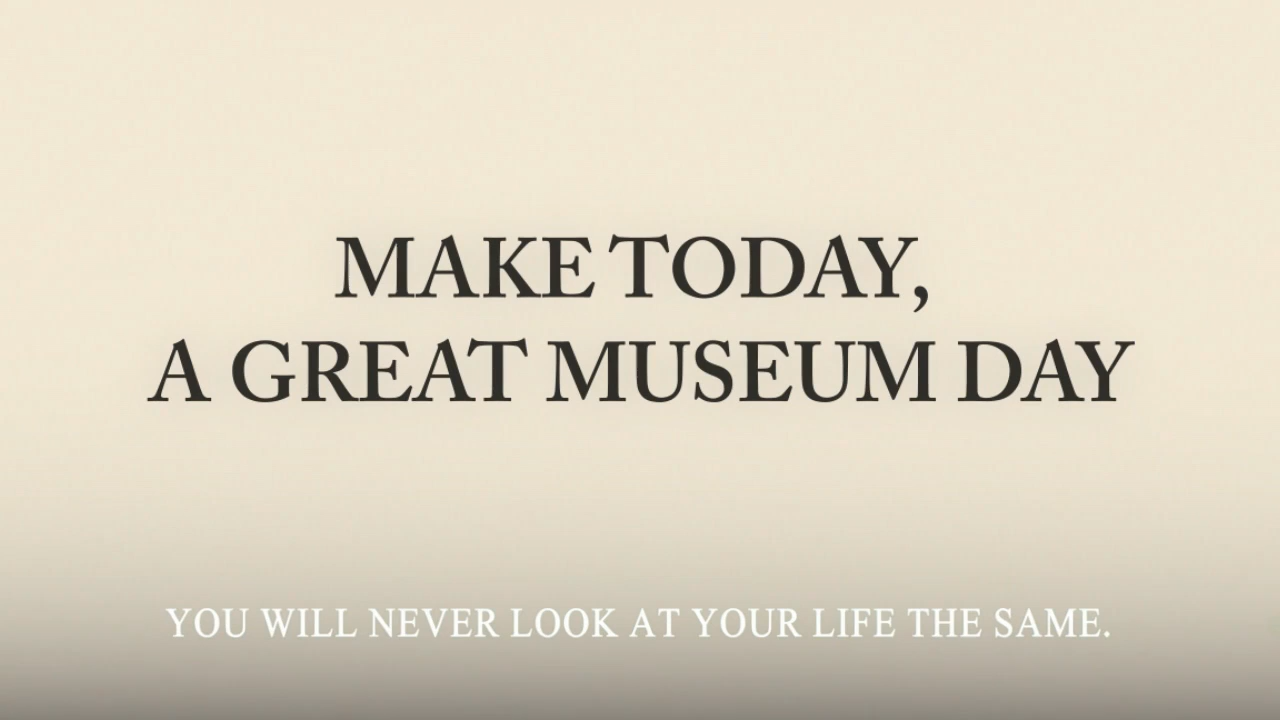 MAKE TODAY,
A GREAT MUSEUM DAY
YOU WILL NEVER LOOK AT YOUR LIFE THE SAME.